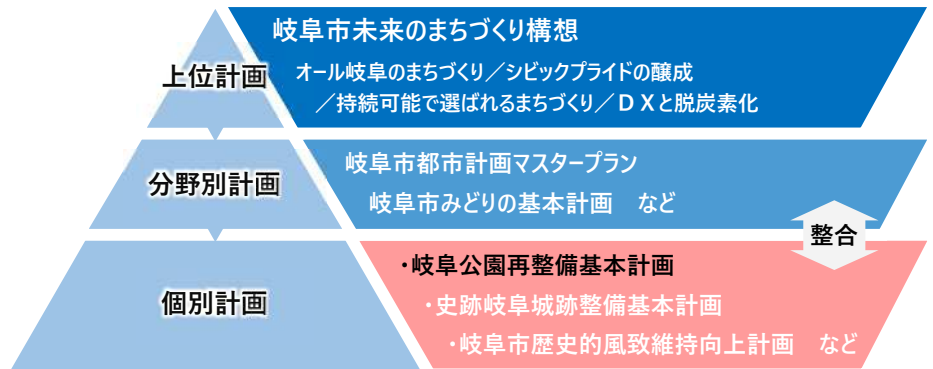 岐阜市未来のまちづくり構想
上位計画
オール岐阜のまちづくり／シビックプライドの醸成
／持続可能で選ばれるまちづくり／ＤＸと脱炭素化
分野別計画
岐阜市都市計画マスタープラン
岐阜市みどりの基本計画　など
整合
個別計画
・岐阜公園再整備基本計画
・史跡岐阜城跡整備基本計画
・岐阜市歴史的風致維持向上計画　など